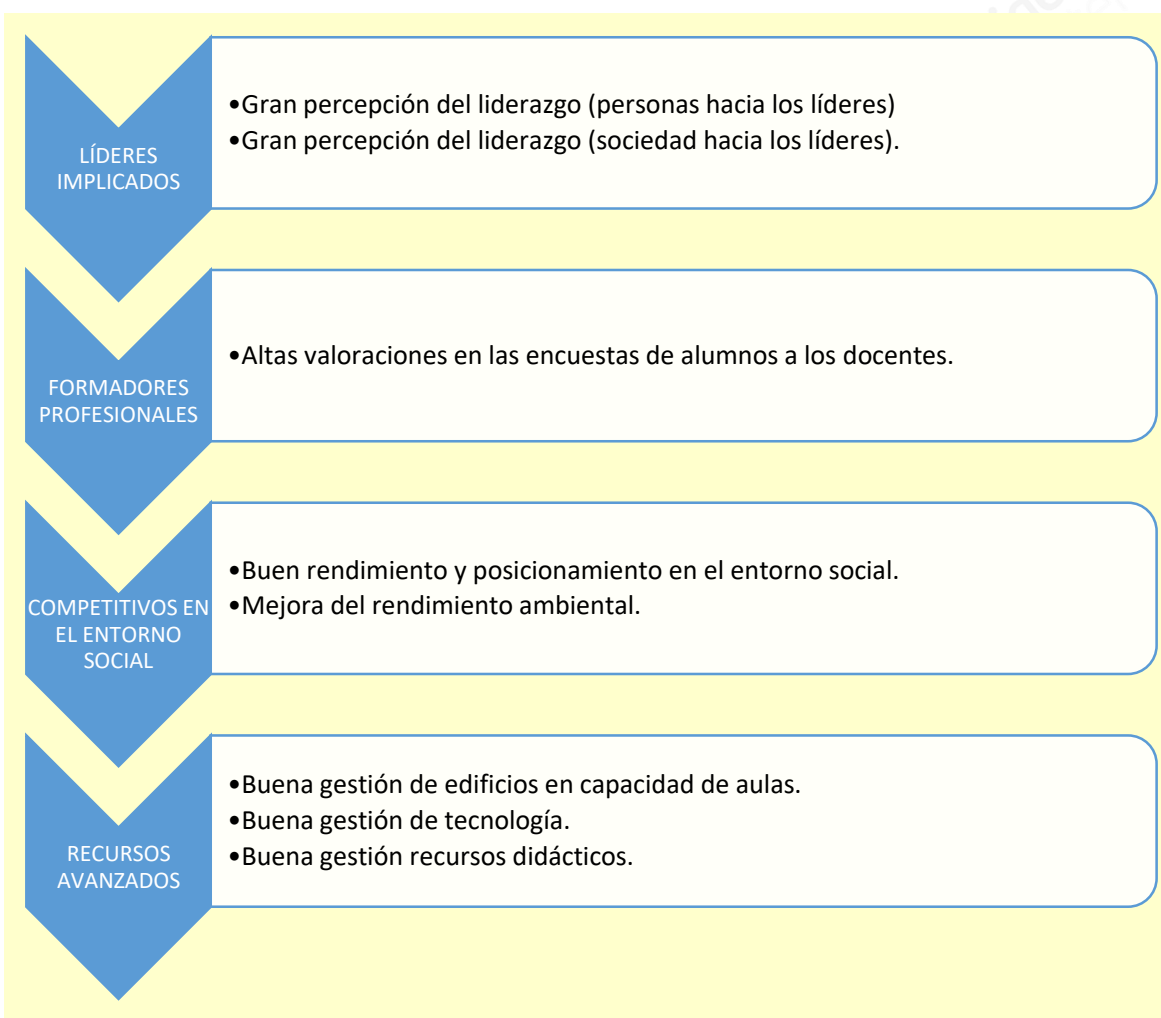 LÍDERES
IMPLICADOS
•Gran percepción del liderazgo (personas hacia los líderes)
•Gran percepción del liderazgo (sociedad hacia los líderes).
FORMADORES
PROFESIONALES
•Altas valoraciones en las encuestas de alumnos a los docentes.
COMPETITIVOS EN
EL ENTORNO
SOCIAL
•Buen rendimiento y posicionamiento en el entorno social.
•Mejora del rendimiento ambiental.
RECURSOS
AVANZADOS
•Buena gestión de edificios en capacidad de aulas.
•Buena gestión de tecnología.
•Buena gestión recursos didácticos.